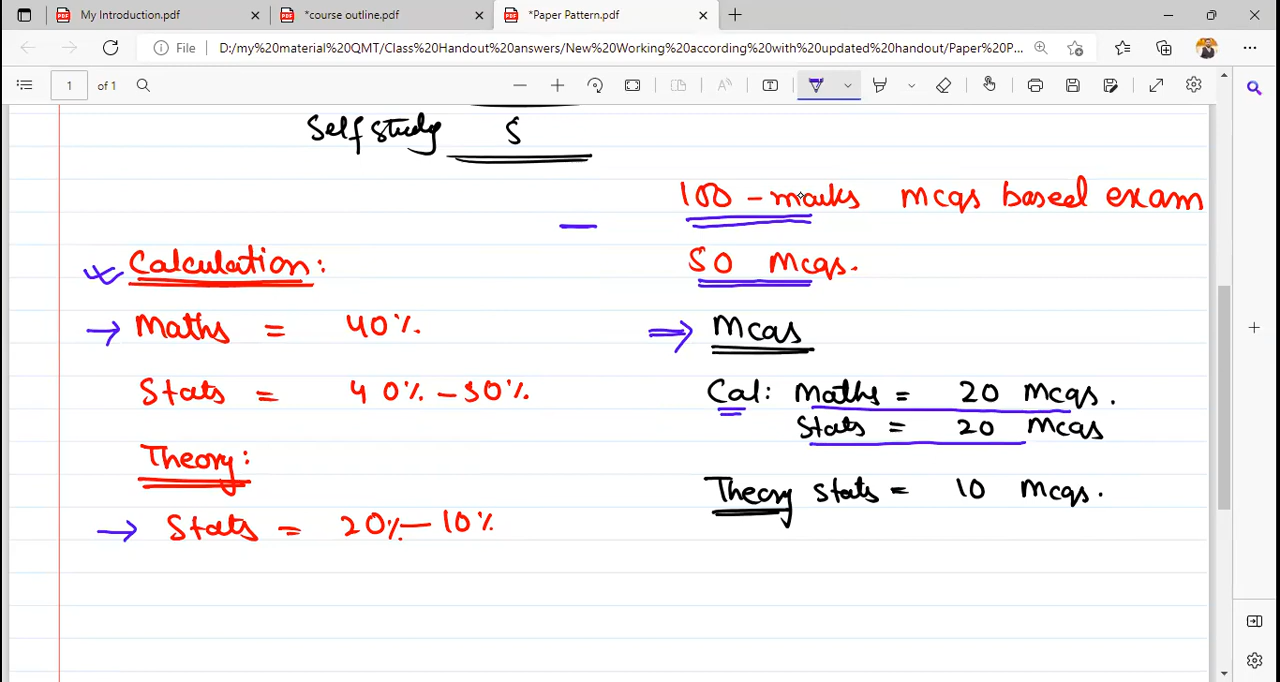 My Introduction.pdf
*course outline.pdf
*Paper Pattern.pdf
File
D:/my%20material%20QMT/Class%20Handout%20answers/New%20Working%20according%20with%20updated%20handout/Paper%20P...
1 of 1
Self Study 5
100 - marks mcqs based exam
50 Mcqs.
Calculation:
Maths = 40%
Stats = 40% - 50%
Theory:
Stats = 20% - 10%
Mcqs
Cal: Maths = 20 Mcqs.
Stats = 20 Mcqs
Theory Stats = 10 Mcqs.